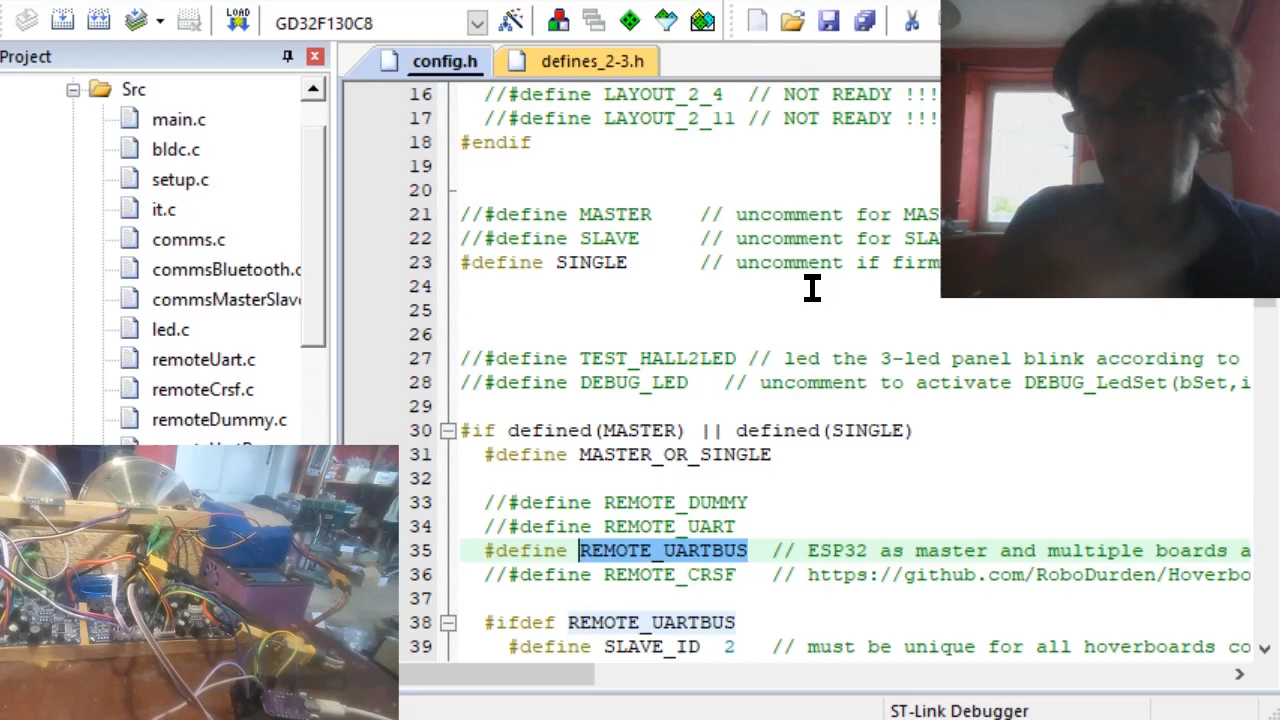 LOAD
GD32F130C8
Project
Src
main.c
bldc.c
setup.c
it.c
comms.c
commsBluetooth.c
commsMasterSlave
led.c
remoteUart.c
remoteCrsf.c
remoteDummy.c
config.h
defines_2-3.h
16 //#define LAYOUT_2_4 // NOT READY !!!
17 //#define LAYOUT_2_11 // NOT READY !!!
18 #endif
19
20
21 //#define MASTER // uncomment for MAS
22 //#define SLAVE // uncomment for SLA
23 #define SINGLE // uncomment if firm
24
25
26
27 //#define TEST_HALL2LED // led the 3-led panel blink according to
28 //#define DEBUG_LED // uncomment to activate DEBUG_LedSet(bSet,i
29
30 #if defined(MASTER) || defined(SINGLE)
31 #define MASTER_OR_SINGLE
32
33 //#define REMOTE_DUMMY
34 //#define REMOTE_UART
35 #define REMOTE_UARTBUS // ESP32 as master and multiple boards a
36 //#define REMOTE_CRSF // https://github.com/RoboDurden/Hoverbo
37
38 #ifdef REMOTE_UARTBUS
39 #define SLAVE_ID 2 // must be unique for all hoverboards co
ST-Link Debugger